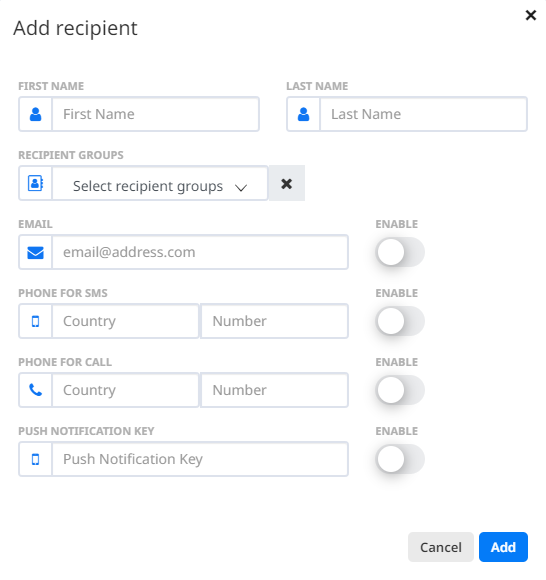 Add recipient
FIRST NAME LAST NAME
First Name Last Name
RECIPIENT GROUPS
Select recipient groups
EMAIL ENABLE
email@address.com
PHONE FOR SMS ENABLE
Country Number
PHONE FOR CALL ENABLE
Country Number
PUSH NOTIFICATION KEY ENABLE
Push Notification Key
Cancel Add